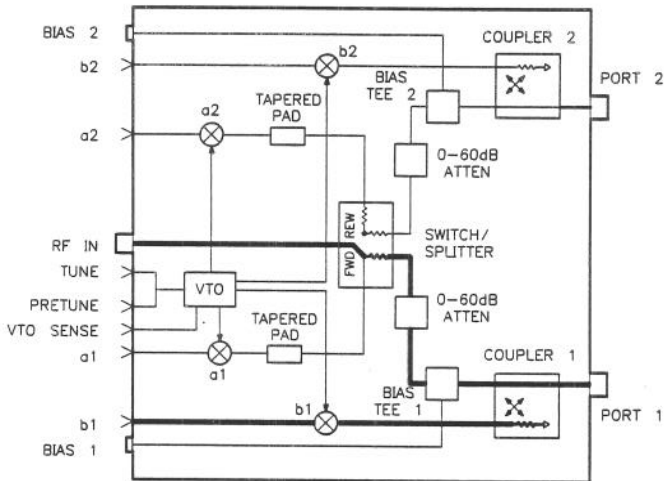 BIAS 2
b2
b2
COUPLER 2
PORT 2
BIAS
TEE 2
a2
a2
TAPERED
PAD
0-60dB
ATTEN
RF IN
REW
FWD
SWITCH/
SPLITTER
TUNE
PRETUNE
VTO
VTO SENSE
0-60dB
ATTEN
TAPERED
PAD
a1
a1
COUPLER 1
BIAS
TEE 1
PORT 1
b1
b1
BIAS 1